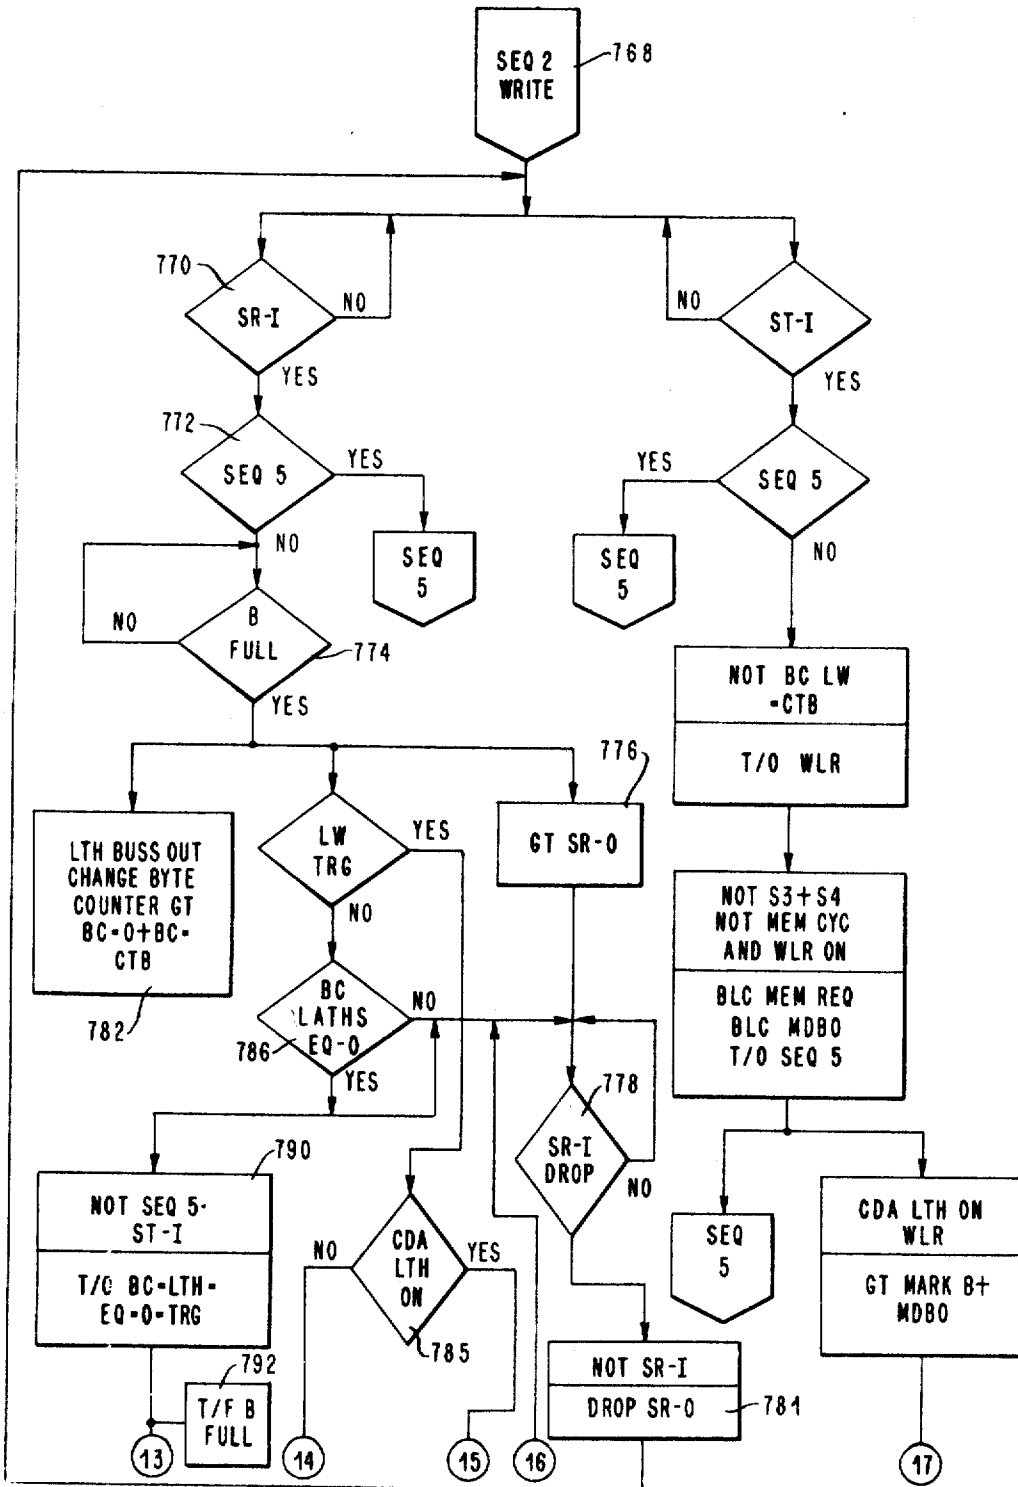 SEQ 2
WRITE
768
770
SR-I
NO
YES
NO
ST-I
YES
772
SEQ 5
YES
NO
SEQ
5
YES
SEQ 5
NO
SEQ
5
B
FULL
NO
774
YES
NOT BC LW
=CTB
T/O WLR
776
GT SR-O
LTH BUSS OUT
CHANGE BYTE
COUNTER GT
BC=O+BC=
CTB
782
LW
TRG
YES
NO
BC
LATHS
EQ-O
786
NO
YES
NOT S3+S4
NOT MEM CYC
AND WLR ON
BLC MEM REQ
BLC MDBO
T/O SEQ 5
778
SR-I
DROP
NO
790
NOT SEQ 5·
ST-I
T/O BC=LTH=
EQ=O=TRG
NO
CDA
LTH
ON
YES
785
SEQ
5
CDA LTH ON
WLR
GT MARK B+
MDBO
792
T/F B
FULL
NOT SR-I
DROP SR-O
784
13
14
15
16
17